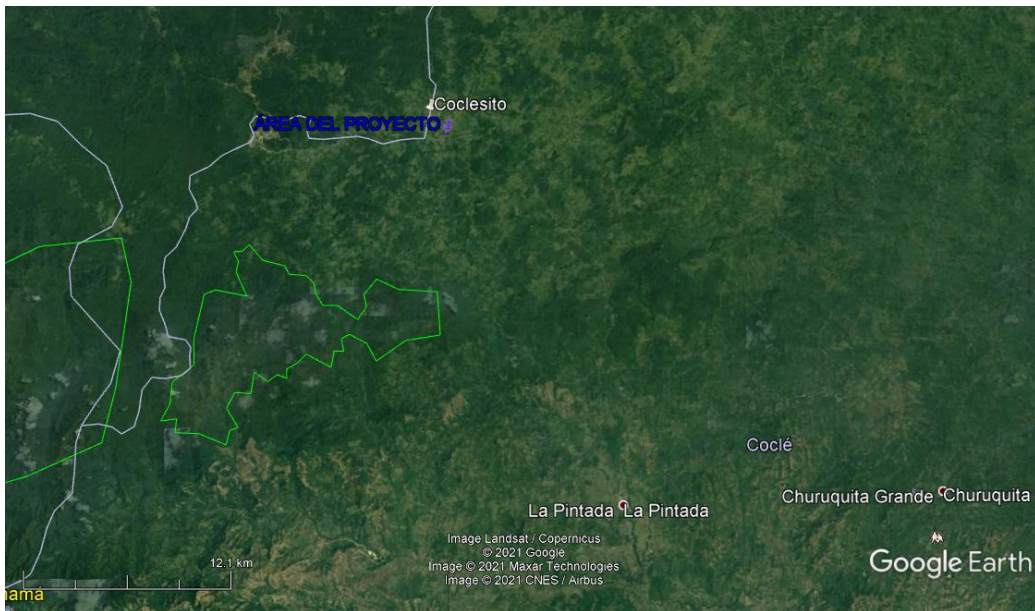 Coclesito
ÁREA DEL PROYECTO
Coclé
Churuquita Grande Churuquita
La Pintada La Pintada
Image Landsat / Copernicus
© 2021 Google
Image © 2021 Maxar Technologies
Image © 2021 CNES / Airbus
Google Earth
12.1 km
namá